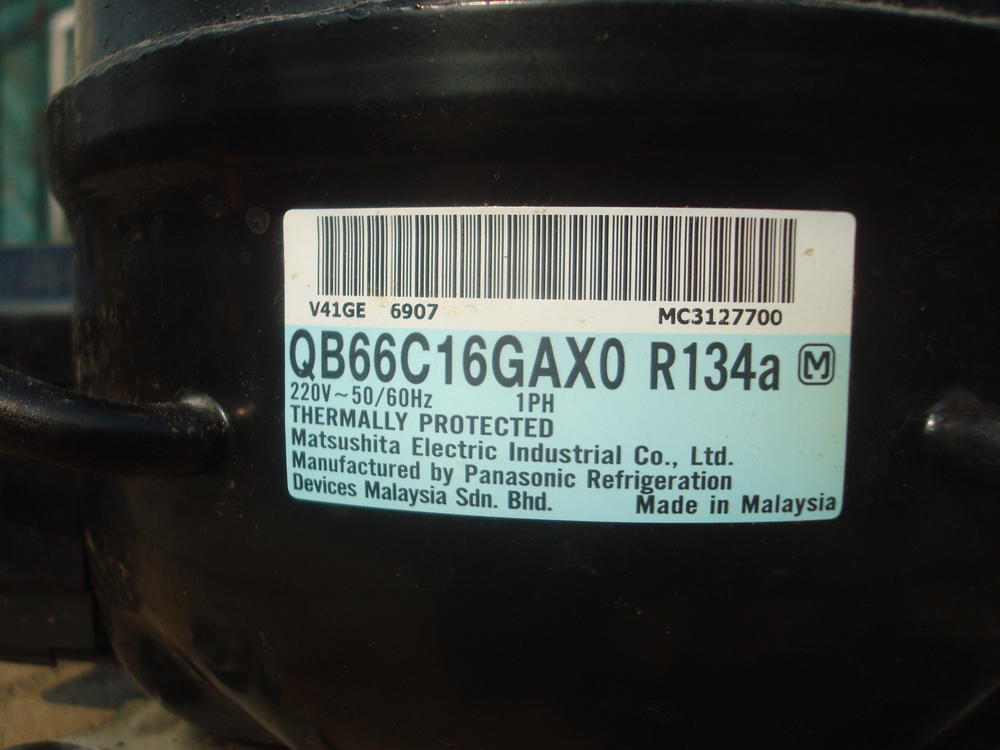 V41GE 6907 MC3127700
QB66C16GAX0 R134a M
220V~50/60Hz 1PH
THERMALLY PROTECTED
Matsushita Electric Industrial Co., Ltd.
Manufactured by Panasonic Refrigeration
Devices Malaysia Sdn. Bhd. Made in Malaysia